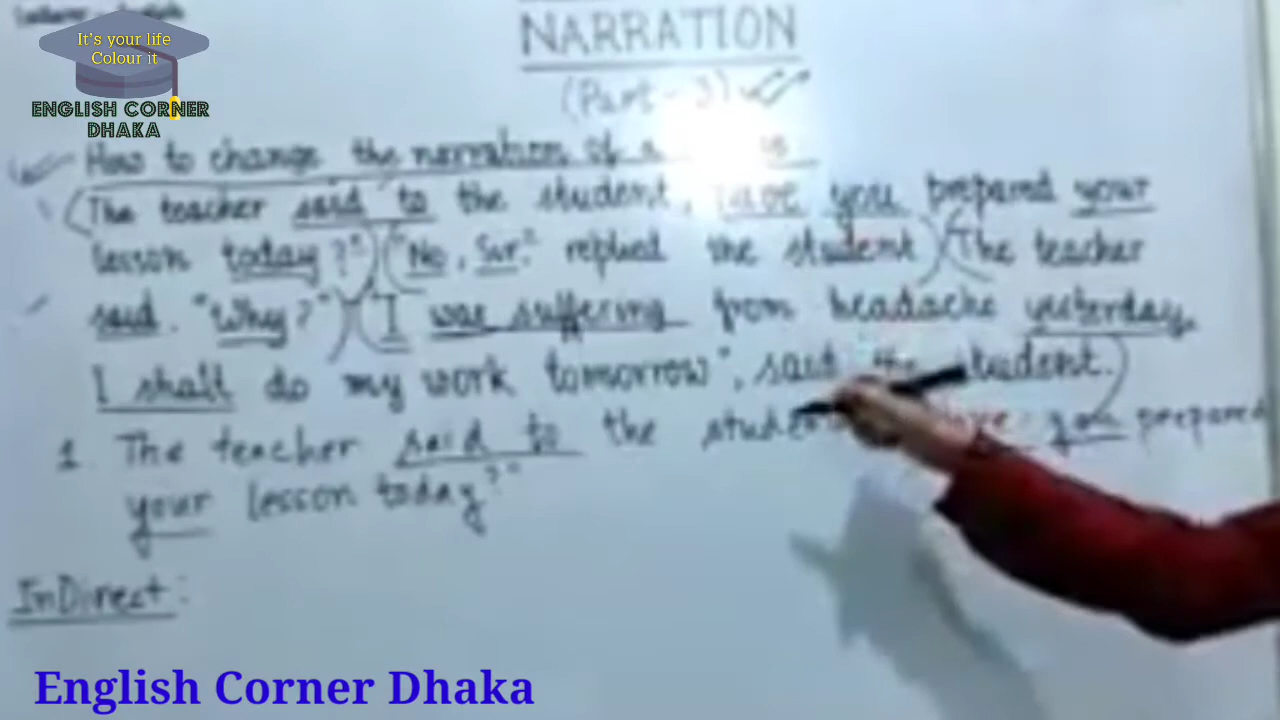 It's your life
Colour it
ENGLISH CORNER
DHAKA
NARRATION
(Part - 3)
How to change the narration of a
The teacher said to the student, "Have you prepared your
lesson today?" "No, Sir." replied the student. The teacher
said. "Why?" "I was suffering from headache yesterday,
I shall do my work tomorrow", said the student.
1. The teacher said to the student, you prepared
your lesson today?"
InDirect:
English Corner Dhaka